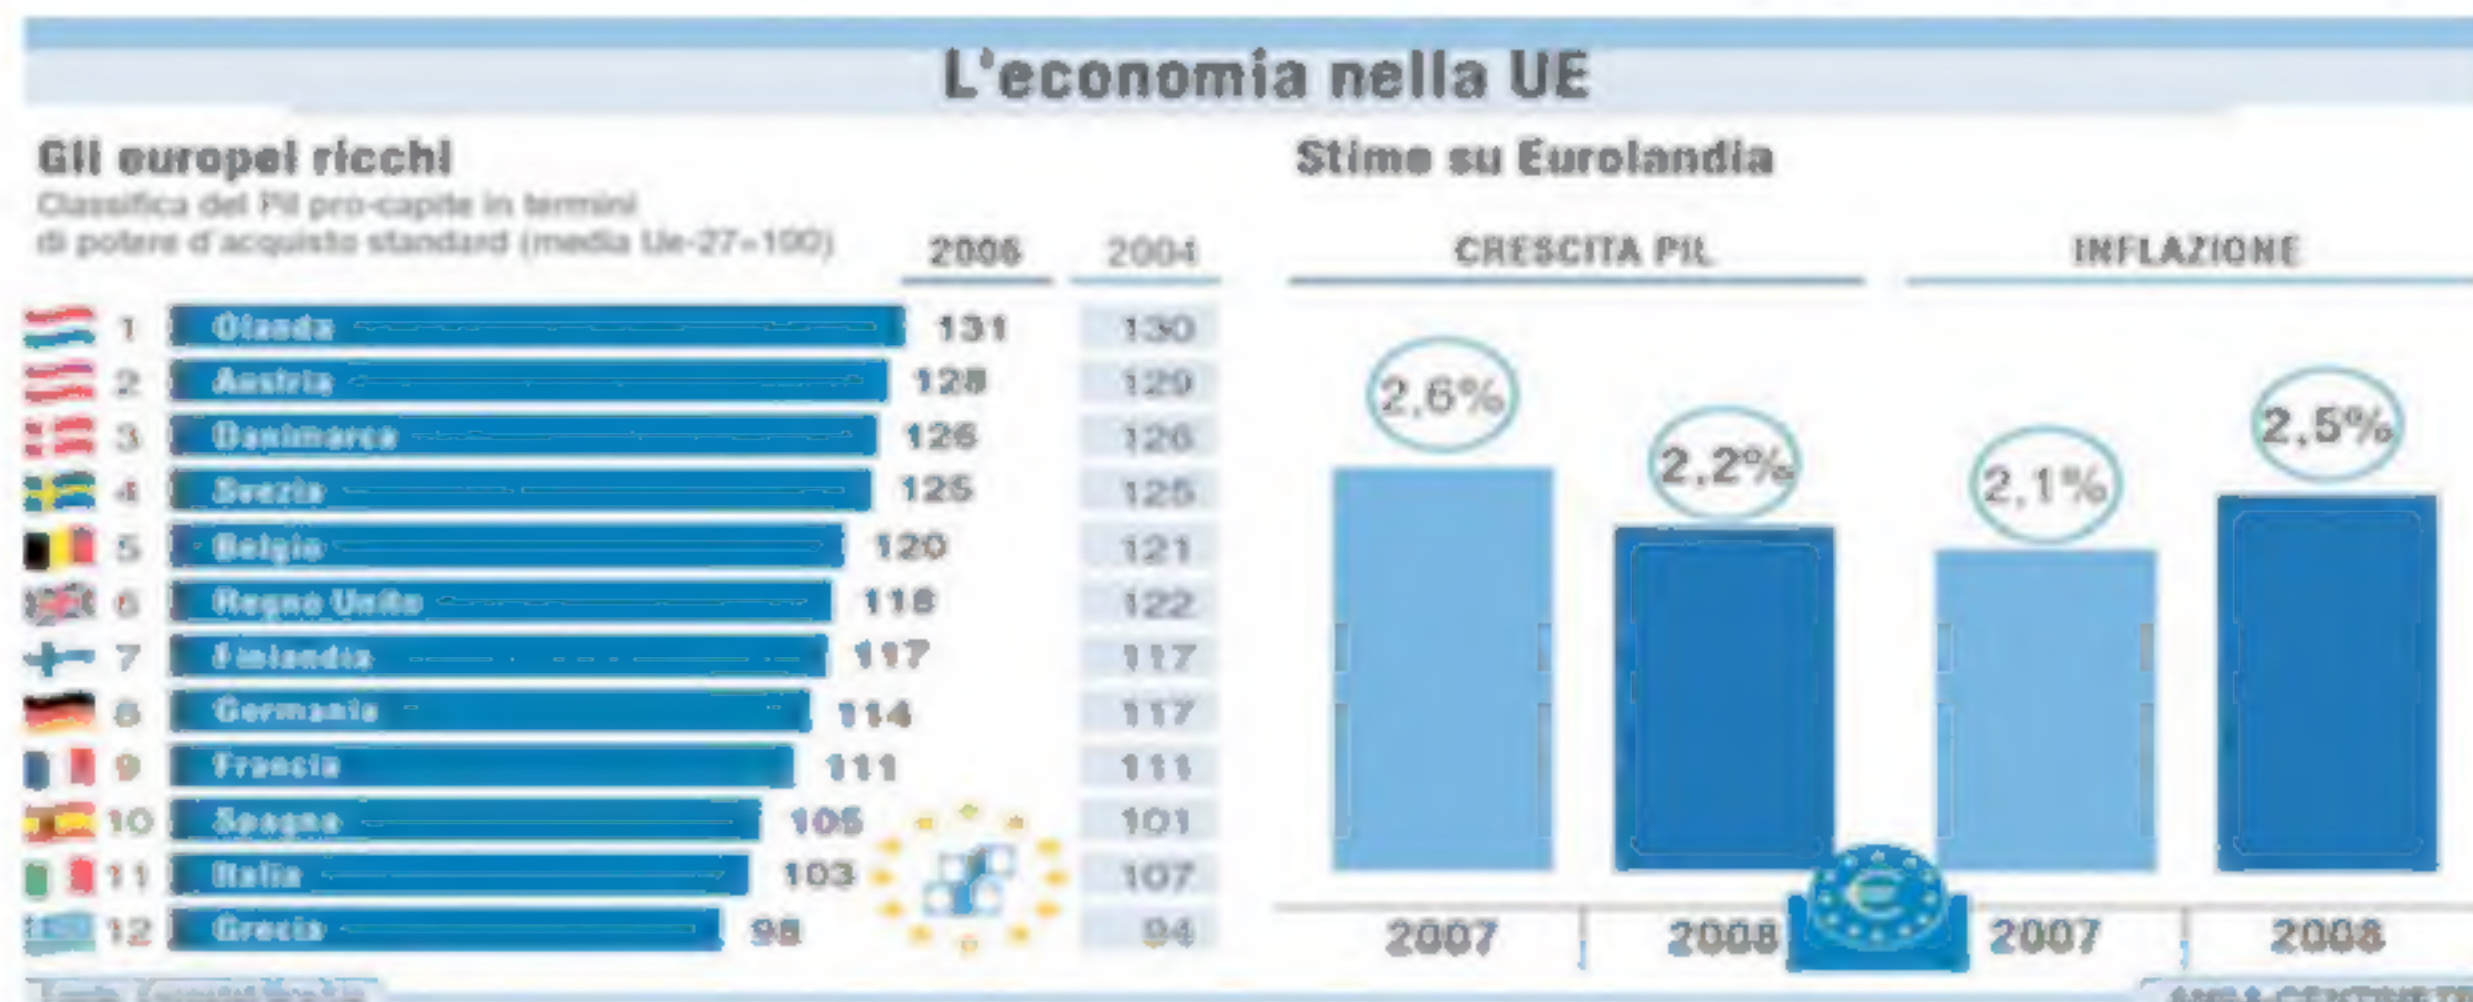 L'economia nella UE
Gli europei ricchi
Classifica del Pil pro-capite in termini
di potere d'acquisto standard (media Ue-27=100)
2006 2004
1 Olanda 131 130
2 Austria 128 129
3 Danimarca 126 126
4 Svezia 125 125
5 Belgio 120 121
6 Regno Unito 118 122
7 Finlandia 117 117
8 Germania 114 117
9 Francia 111 111
10 Spagna 105 101
11 Italia 103 107
12 Grecia 98 94
Stime su Eurolandia
CRESCITA PIL INFLAZIONE
2,6% 2,2% 2,1% 2,5%
2007 2008 2007 2008